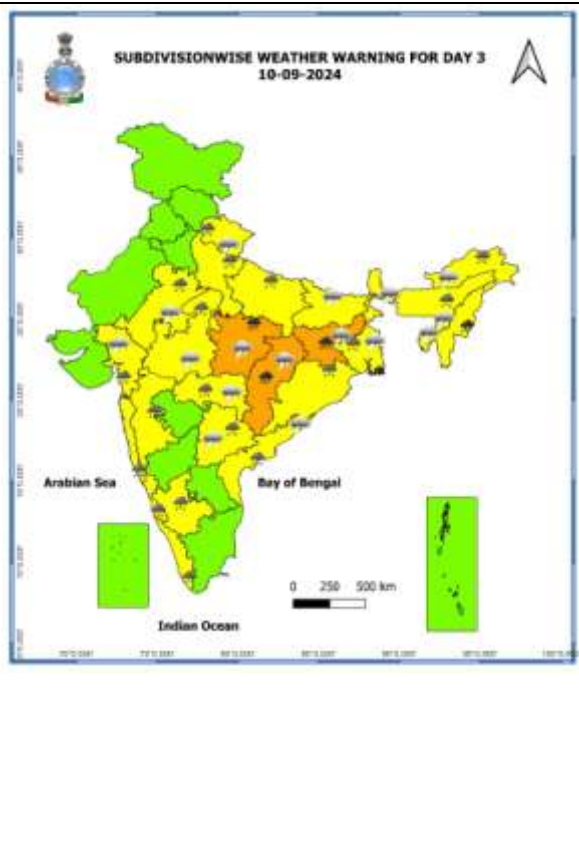 SUBDIVISIONWISE WEATHER WARNING FOR DAY 3
10-09-2024
Arabian Sea
Bay of Bengal
0 250 500 km
Indian Ocean